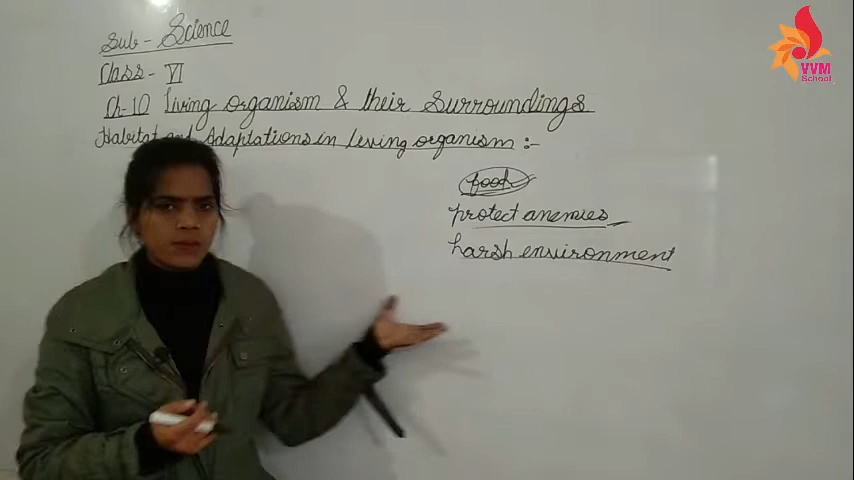 Sub - Science
Class - VI
Ch-10 Living organism & their Surroundings
Habitat and Adaptations in living organism :-
food
protect anemies
harsh environment
VVM
School